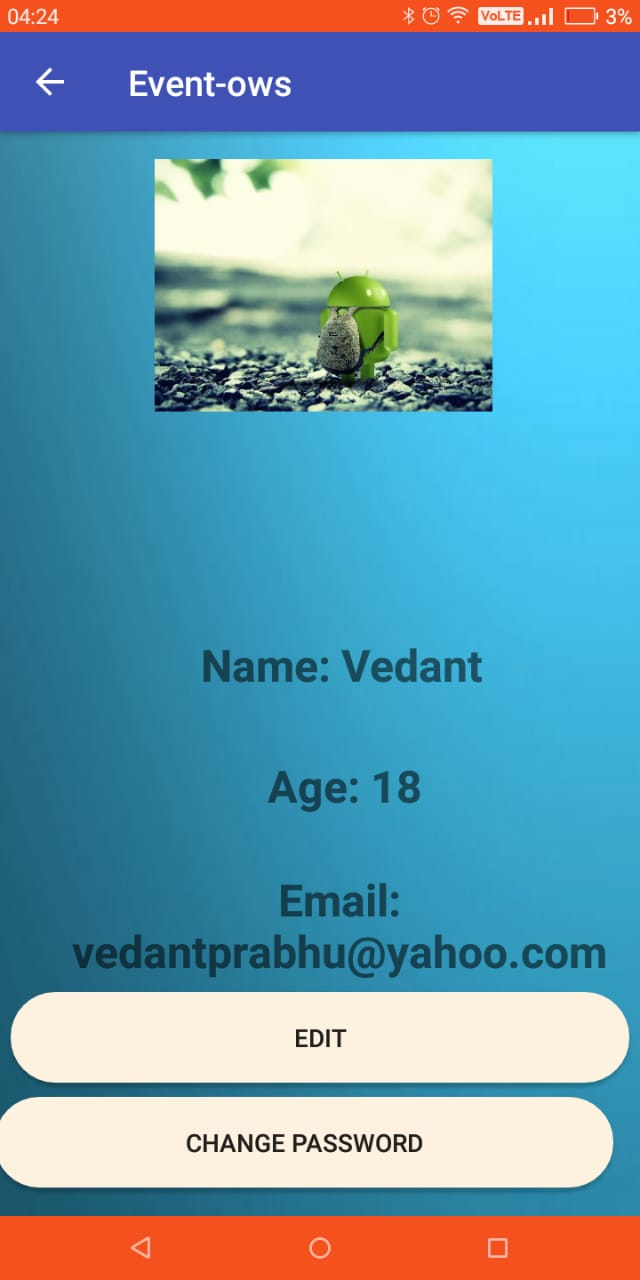 04:24 VoLTE 3%
Event-ows
Name: Vedant
Age: 18
Email:
vedantprabhu@yahoo.com
EDIT
CHANGE PASSWORD